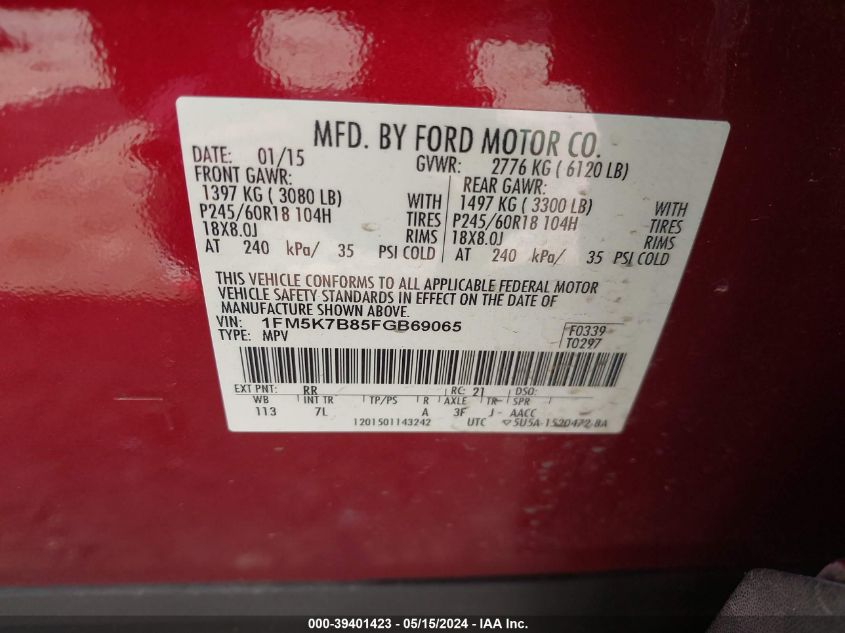 MFD. BY FORD MOTOR CO.
DATE: 01/15 GVWR: 2776 KG ( 6120 LB)
FRONT GAWR: REAR GAWR:
1397 KG ( 3080 LB) WITH 1497 KG ( 3300 LB) WITH
P245/60R18 104H TIRES P245/60R18 104H TIRES
18X8.0J RIMS 18X8.0J RIMS
AT 240 kPa/ 35 PSI COLD AT 240 kPa/ 35 PSI COLD
THIS VEHICLE CONFORMS TO ALL APPLICABLE FEDERAL MOTOR
VEHICLE SAFETY STANDARDS IN EFFECT ON THE DATE OF
MANUFACTURE SHOWN ABOVE.
VIN: 1FM5K7B85FGB69065 F0339
TYPE: MPV T0297
EXT PNT: RR RC: 21 DSO:
WB INT TR TP/PS R AXLE TR SPR
113 7L A 3F J AACC
1201501143242 UTC 5U5A-1520472-BA
000-39401423 - 05/15/2024 - IAA Inc.